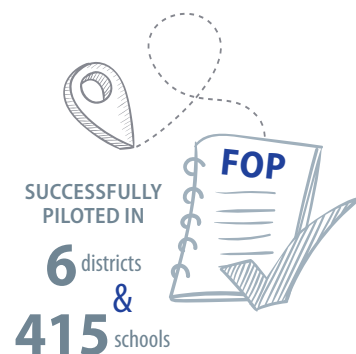 FOP
SUCCESSFULLY
PILOTED IN
6 districts
&
415 schools